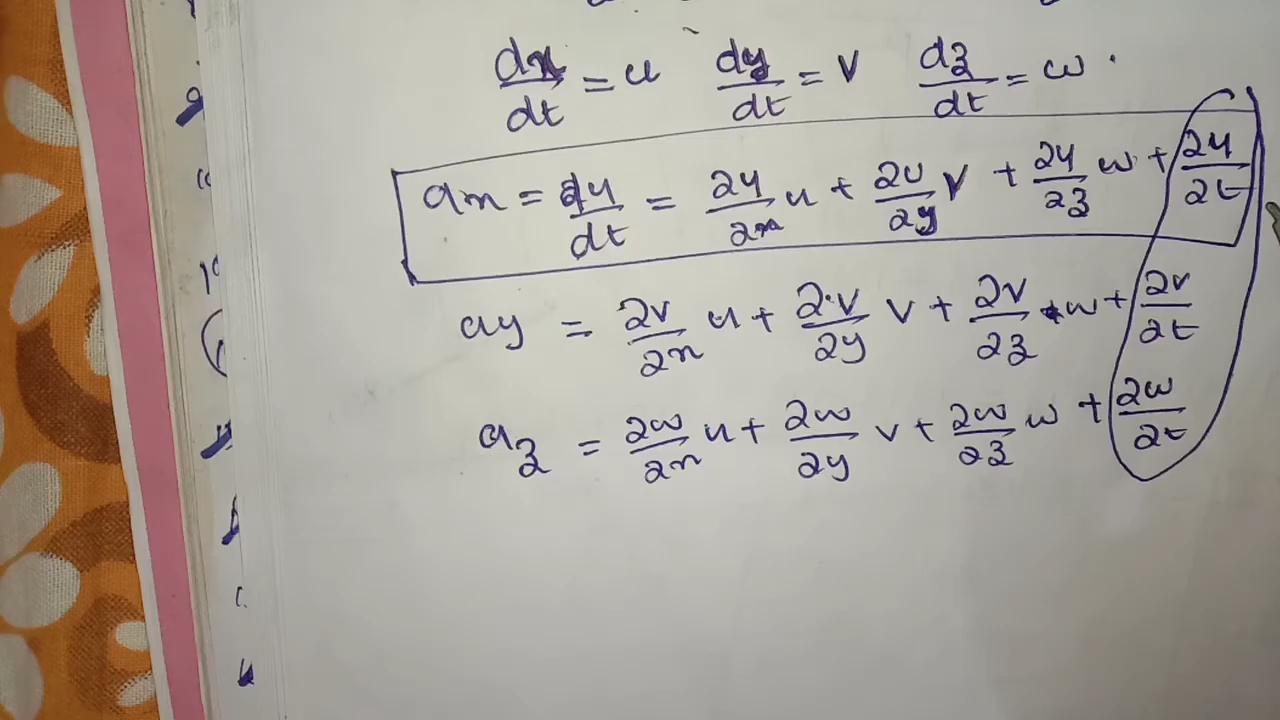 dx/dt = u dy/dt = v dz/dt = w .
ax = du/dt = ∂u/∂x u + ∂u/∂y v + ∂u/∂z w + ∂u/∂t
ay = ∂v/∂x u + ∂v/∂y v + ∂v/∂z w + ∂v/∂t
az = ∂w/∂x u + ∂w/∂y v + ∂w/∂z w + ∂w/∂t